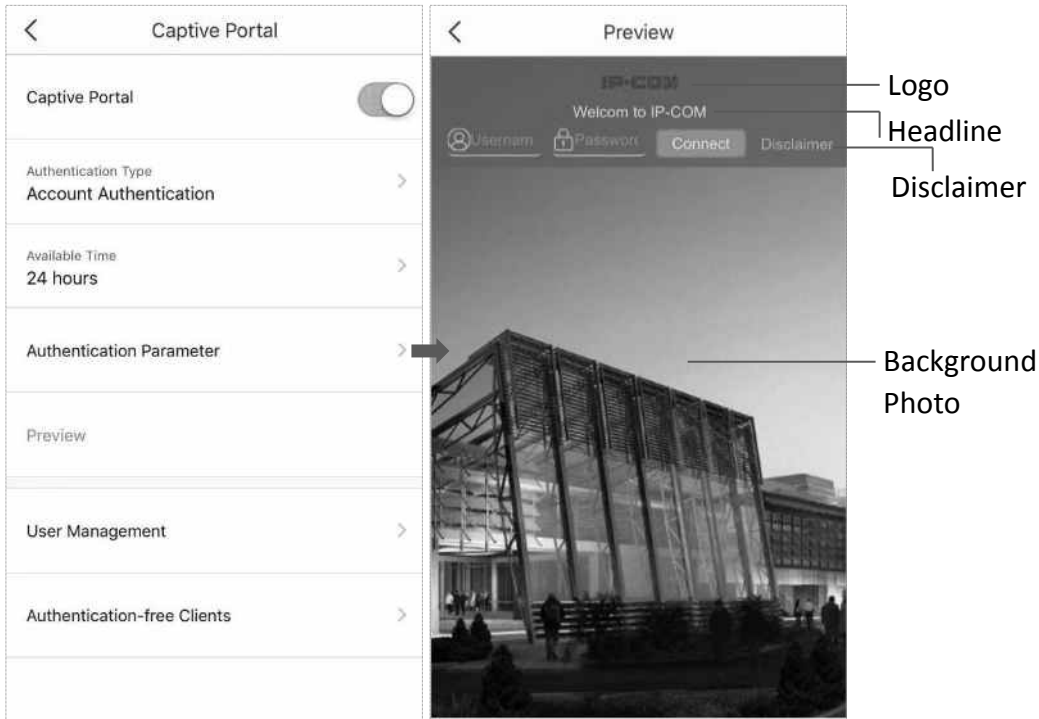 Captive Portal
Captive Portal
Authentication Type
Account Authentication
Available Time
24 hours
Authentication Parameter
Preview
User Management
Authentication-free Clients
Preview
IP-COM
Welcom to IP-COM
Usernam
Passwor
Connect
Disclaimer
Logo
Headline
Disclaimer
Background
Photo